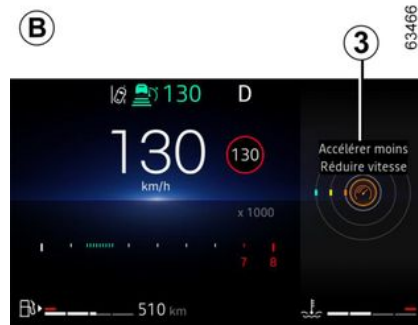 B
63466
3
130
D
130
km/h
130
Accélérer moins
Réduire vitesse
x 1000
7 8
510 km